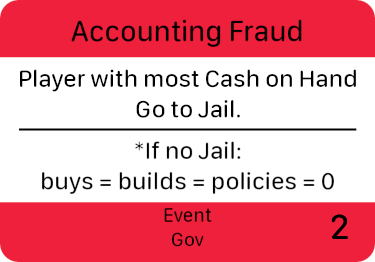 Accounting Fraud
Player with most Cash on Hand
Go to Jail.
*If no Jail:
buys = builds = policies = 0
Event
Gov
2